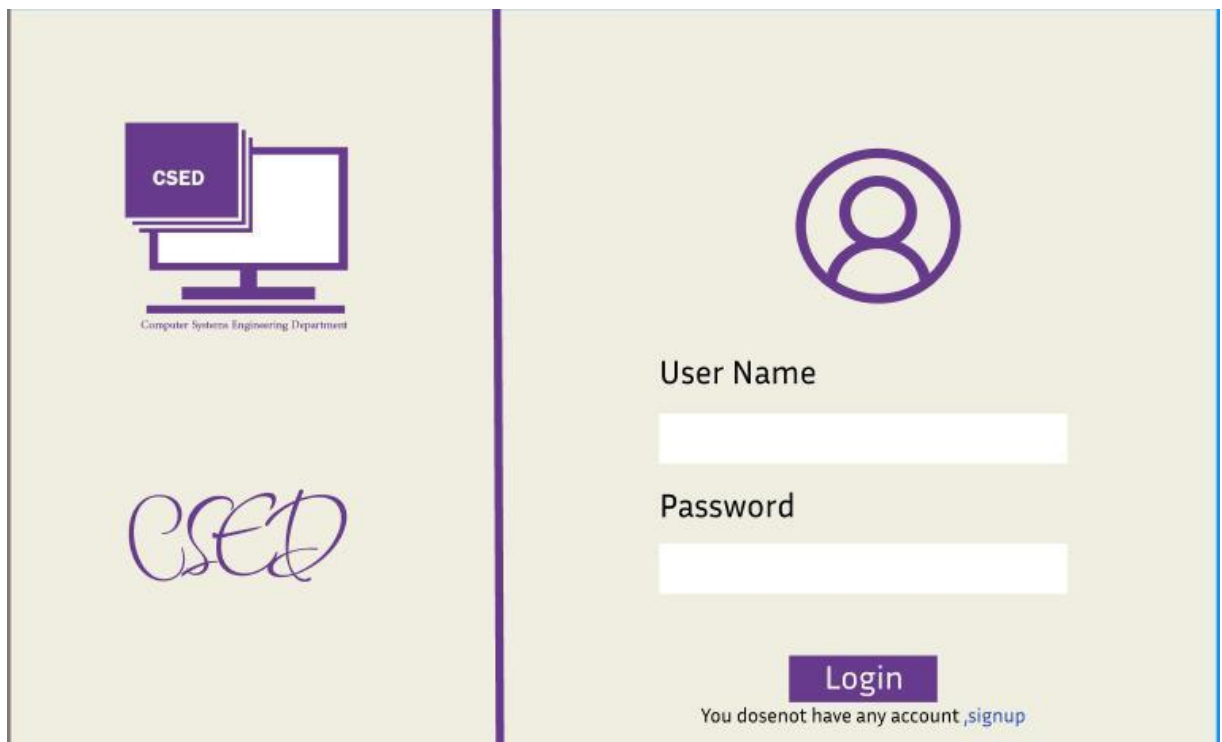 CSED
Computer Systems Engineering Department
CSED
User Name
Password
Login
You dosenot have any account ,signup